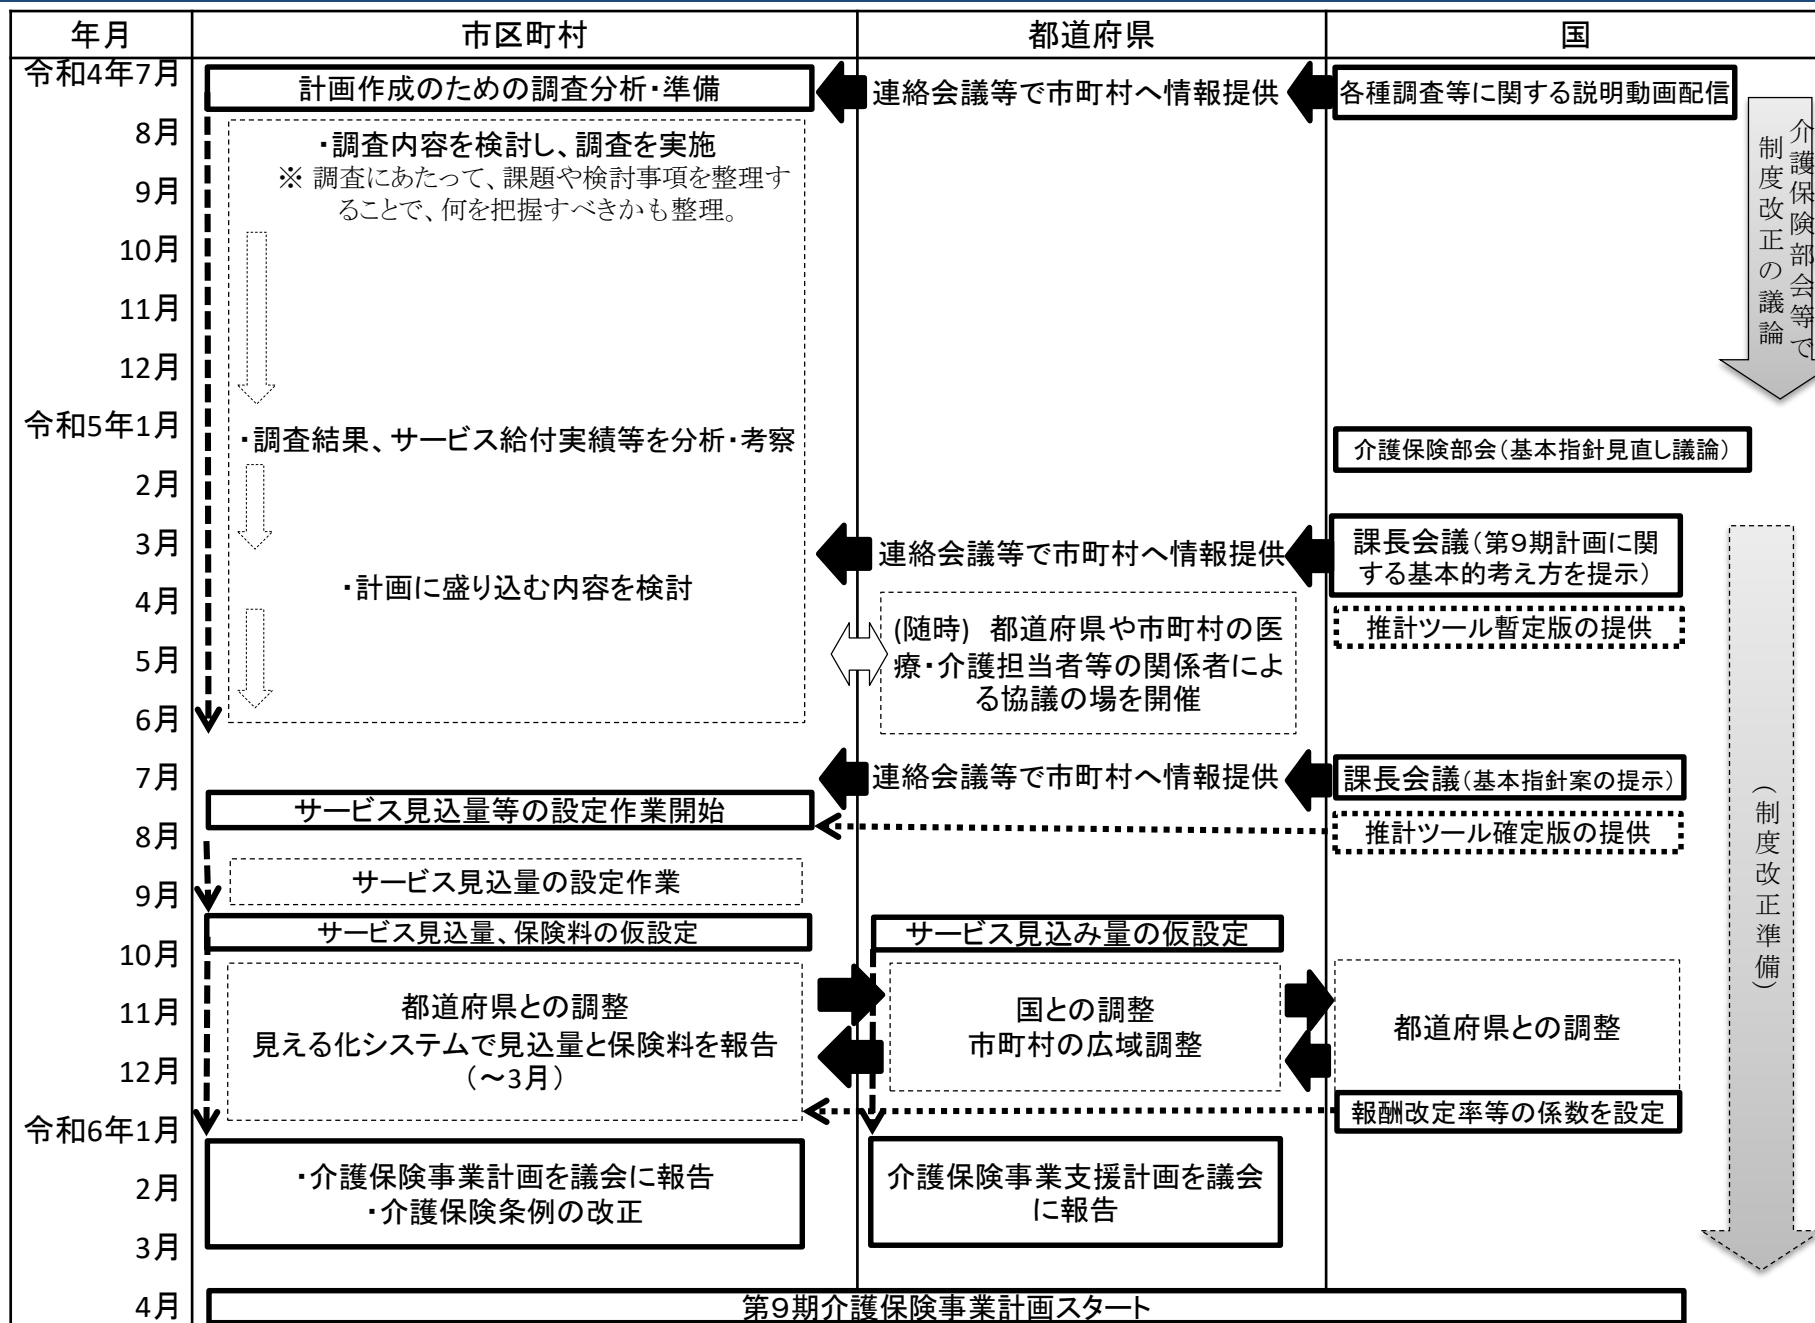 年月
市区町村
都道府県
国
令和4年7月
計画作成のための調査分析・準備
連絡会議等で市町村へ情報提供
各種調査等に関する説明動画配信
8月
・調査内容を検討し、調査を実施
9月
※ 調査にあたって、課題や検討事項を整理す
ることで、何を把握すべきかも整理。
介護保険部会等で
制度改正の議論
10月
11月
12月
令和5年1月
・調査結果、サービス給付実績等を分析・考察
介護保険部会（基本指針見直し議論）
2月
3月
連絡会議等で市町村へ情報提供
課長会議（第９期計画に関
する基本的考え方を提示）
・計画に盛り込む内容を検討
4月
推計ツール暫定版の提供
(随時) 都道府県や市町村の医
療・介護担当者等の関係者によ
る協議の場を開催
5月
6月
7月
連絡会議等で市町村へ情報提供
課長会議（基本指針案の提示）
サービス見込量等の設定作業開始
8月
推計ツール確定版の提供
（制度改正準備）
9月
サービス見込量の設定作業
サービス見込量、保険料の仮設定
サービス見込み量の仮設定
10月
11月
都道府県との調整
見える化システムで見込量と保険料を報告
（～3月）
国との調整
市町村の広域調整
都道府県との調整
12月
報酬改定率等の係数を設定
令和6年1月
・介護保険事業計画を議会に報告
・介護保険条例の改正
介護保険事業支援計画を議会
に報告
2月
3月
4月
第９期介護保険事業計画スタート